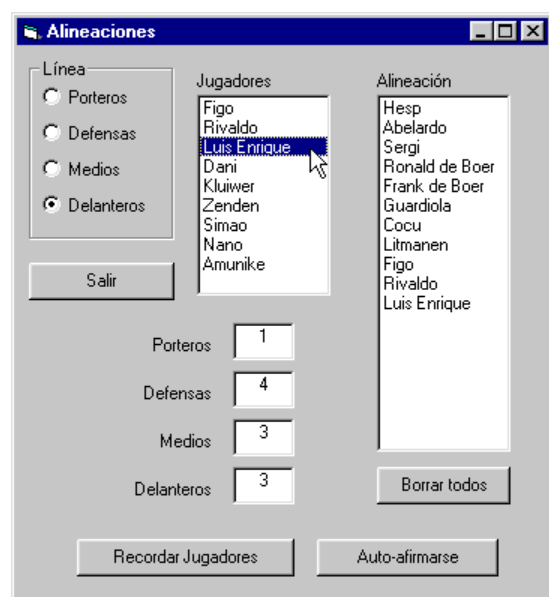 Alineaciones
Línea
Porteros
Defensas
Medios
Delanteros
Salir
Jugadores
Figo
Rivaldo
Luis Enrique
Dani
Kluiwer
Zenden
Simao
Nano
Amunike
Alineación
Hesp
Abelardo
Sergi
Ronald de Boer
Frank de Boer
Guardiola
Cocu
Litmanen
Figo
Rivaldo
Luis Enrique
Porteros 1
Defensas 4
Medios 3
Delanteros 3
Borrar todos
Recordar Jugadores
Auto-afirmarse